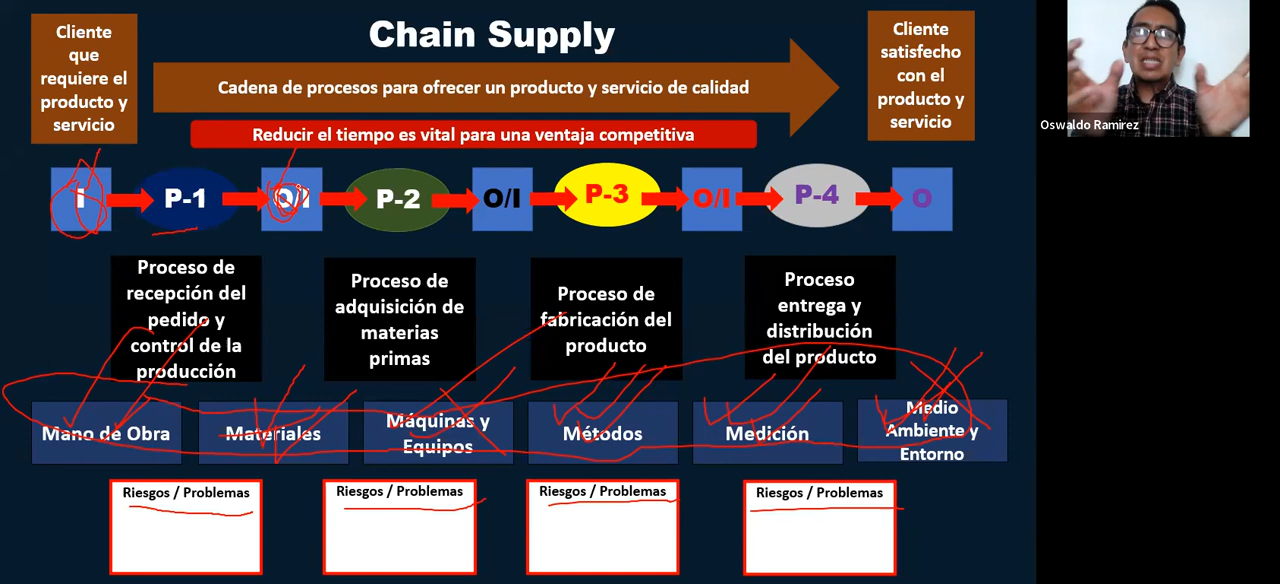 Cliente
que
requiere el
producto y
servicio
Chain Supply
Cadena de procesos para ofrecer un producto y servicio de calidad
Reducir el tiempo es vital para una ventaja competitiva
Cliente
satisfecho
con el
producto y
servicio
Oswaldo Ramirez
I
P-1
O/I
P-2
O/I
P-3
O/I
P-4
O
Proceso de
recepción del
pedido y
control de la
producción
Proceso de
adquisición de
materias
primas
Proceso de
fabricación del
producto
Proceso
entrega y
distribución
del producto
Mano de Obra
Materiales
Máquinas y
Equipos
Métodos
Medición
Medio
Ambiente y
Entorno
Riesgos / Problemas
Riesgos / Problemas
Riesgos / Problemas
Riesgos / Problemas